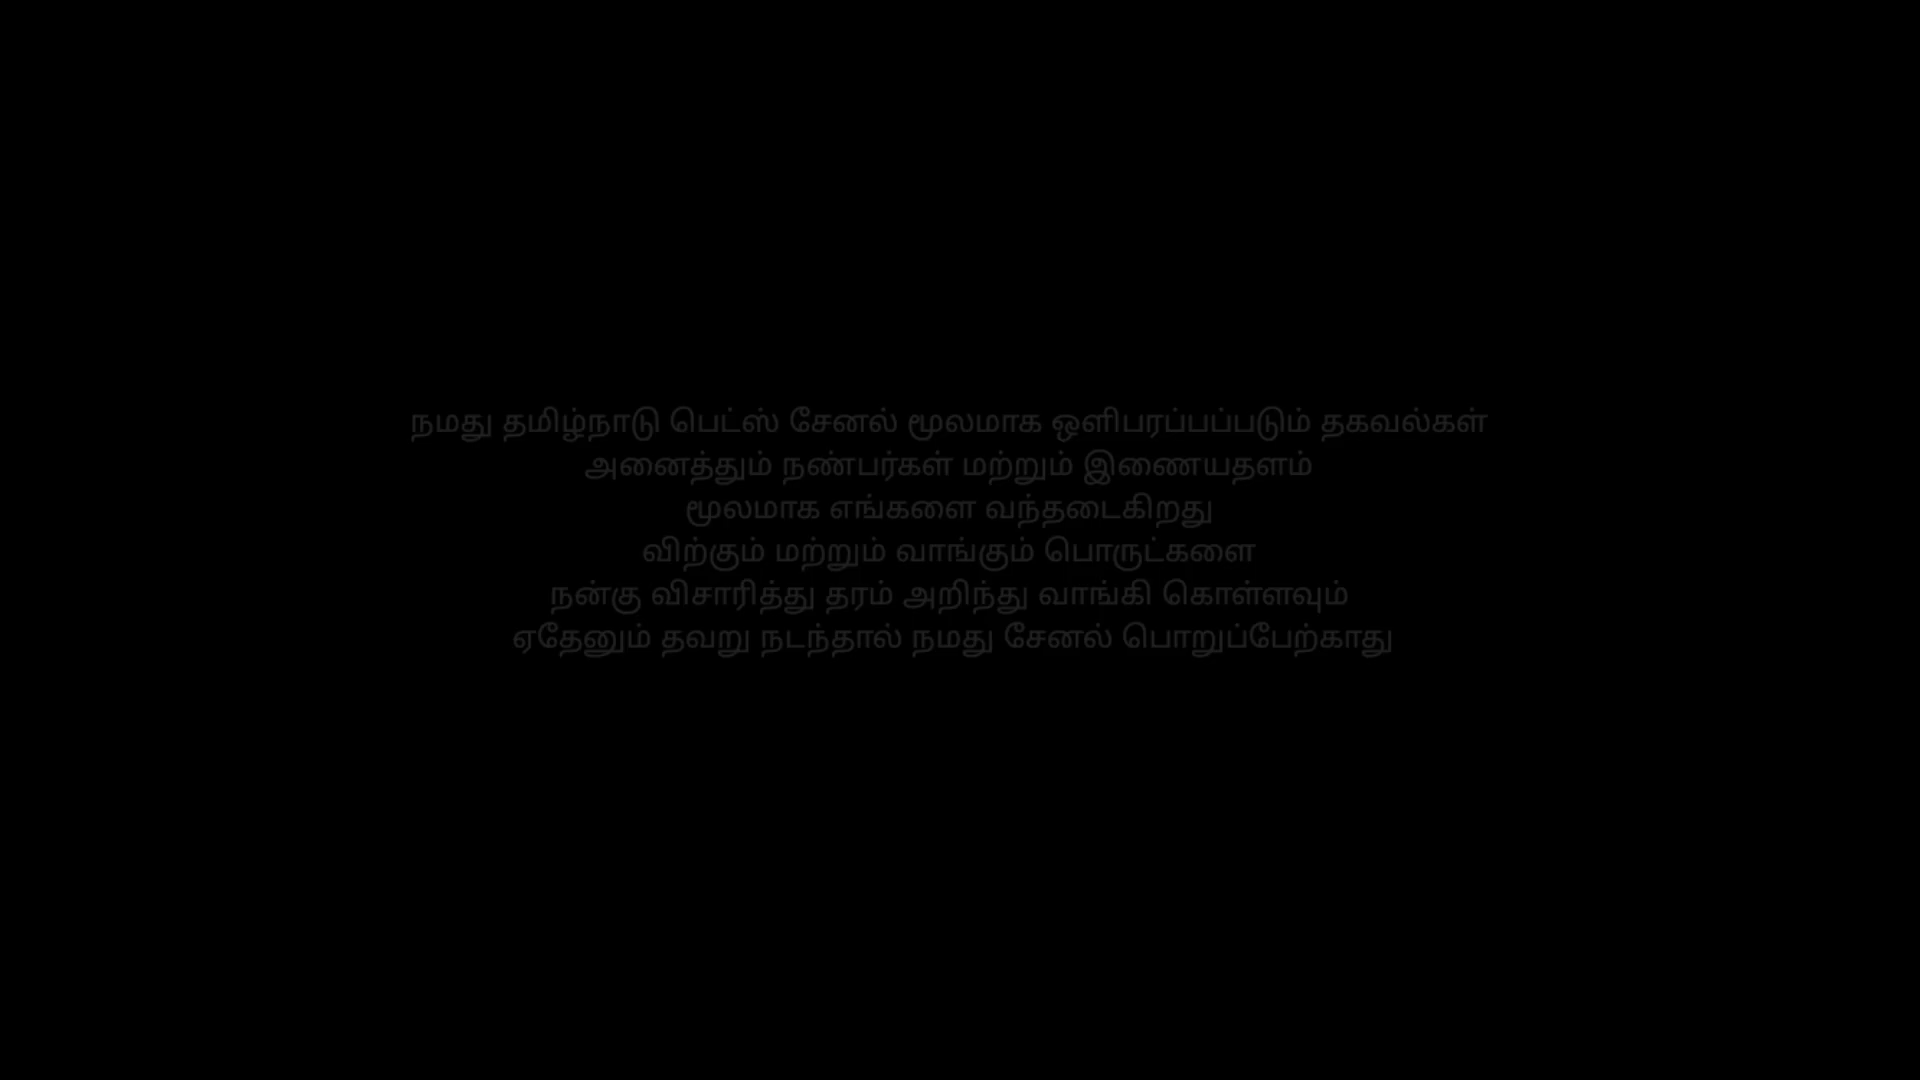 நமது தமிழ்நாடு பெட்ஸ் சேனல் மூலமாக ஒளிபரப்பப்படும் தகவல்கள்
அனைத்தும் நண்பர்கள் மற்றும் இணையதளம்
மூலமாக எங்களை வந்தடைகிறது
விற்கும் மற்றும் வாங்கும் பொருட்களை
நன்கு விசாரித்து தரம் அறிந்து வாங்கி கொள்ளவும்
ஏதேனும் தவறு நடந்தால் நமது சேனல் பொறுப்பேற்காது